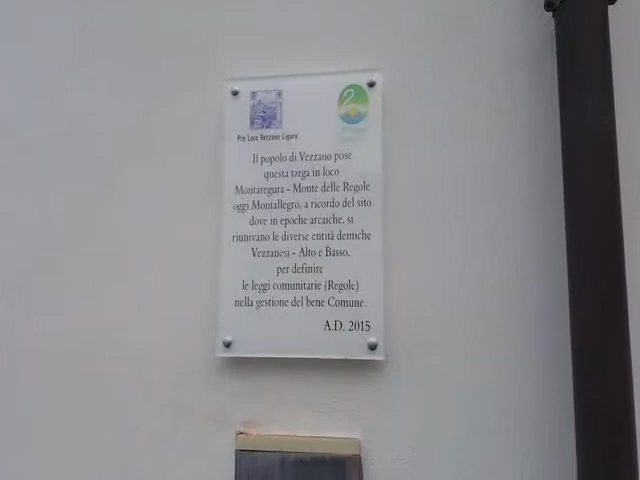 Pro Loco Vezzano Ligure
Il popolo di Vezzano pose
questa targa in loco
Montaregura - Monte delle Regole
oggi Montallegro, a ricordo del sito
dove in epoche arcaiche, si
riunivano le diverse entità demiche
Vezzanesi - Alto e Basso,
per definire
le leggi comunitarie (Regole)
nella gestione del bene Comune.
A.D. 2015